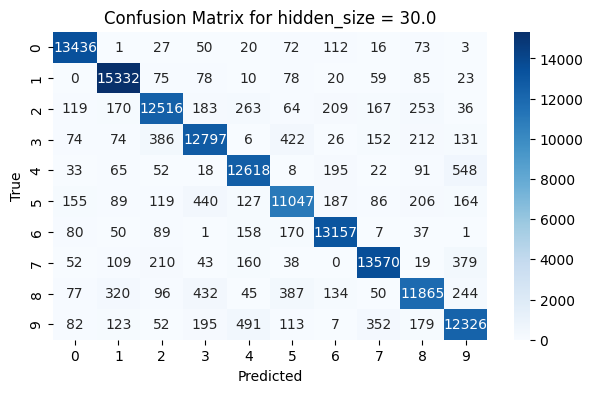 Confusion Matrix for hidden_size = 30.0
True
0 13436 1 27 50 20 72 112 16 73 3
1 0 15332 75 78 10 78 20 59 85 23
2 119 170 12516 183 263 64 209 167 253 36
3 74 74 386 12797 6 422 26 152 212 131
4 33 65 52 18 12618 8 195 22 91 548
5 155 89 119 440 127 11047 187 86 206 164
6 80 50 89 1 158 170 13157 7 37 1
7 52 109 210 43 160 38 0 13570 19 379
8 77 320 96 432 45 387 134 50 11865 244
9 82 123 52 195 491 113 7 352 179 12326
0 1 2 3 4 5 6 7 8 9
Predicted
14000
12000
10000
8000
6000
4000
2000
0